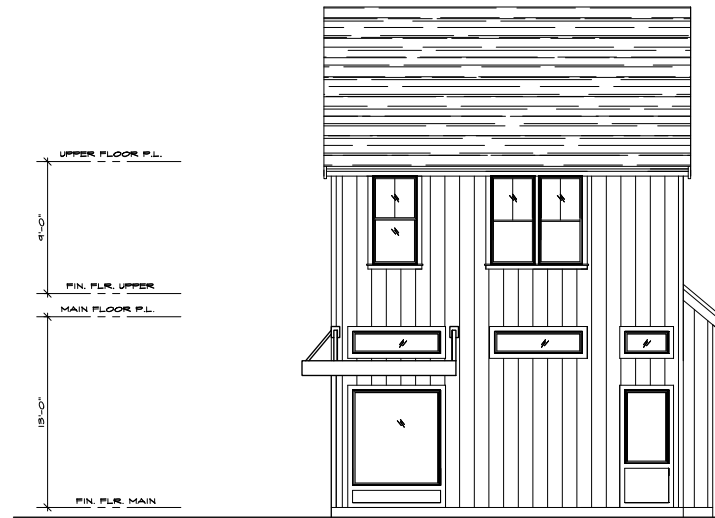 UPPER FLOOR P.L.
9'-0"
FIN. FLR. UPPER
MAIN FLOOR P.L.
13'-0"
FIN. FLR. MAIN